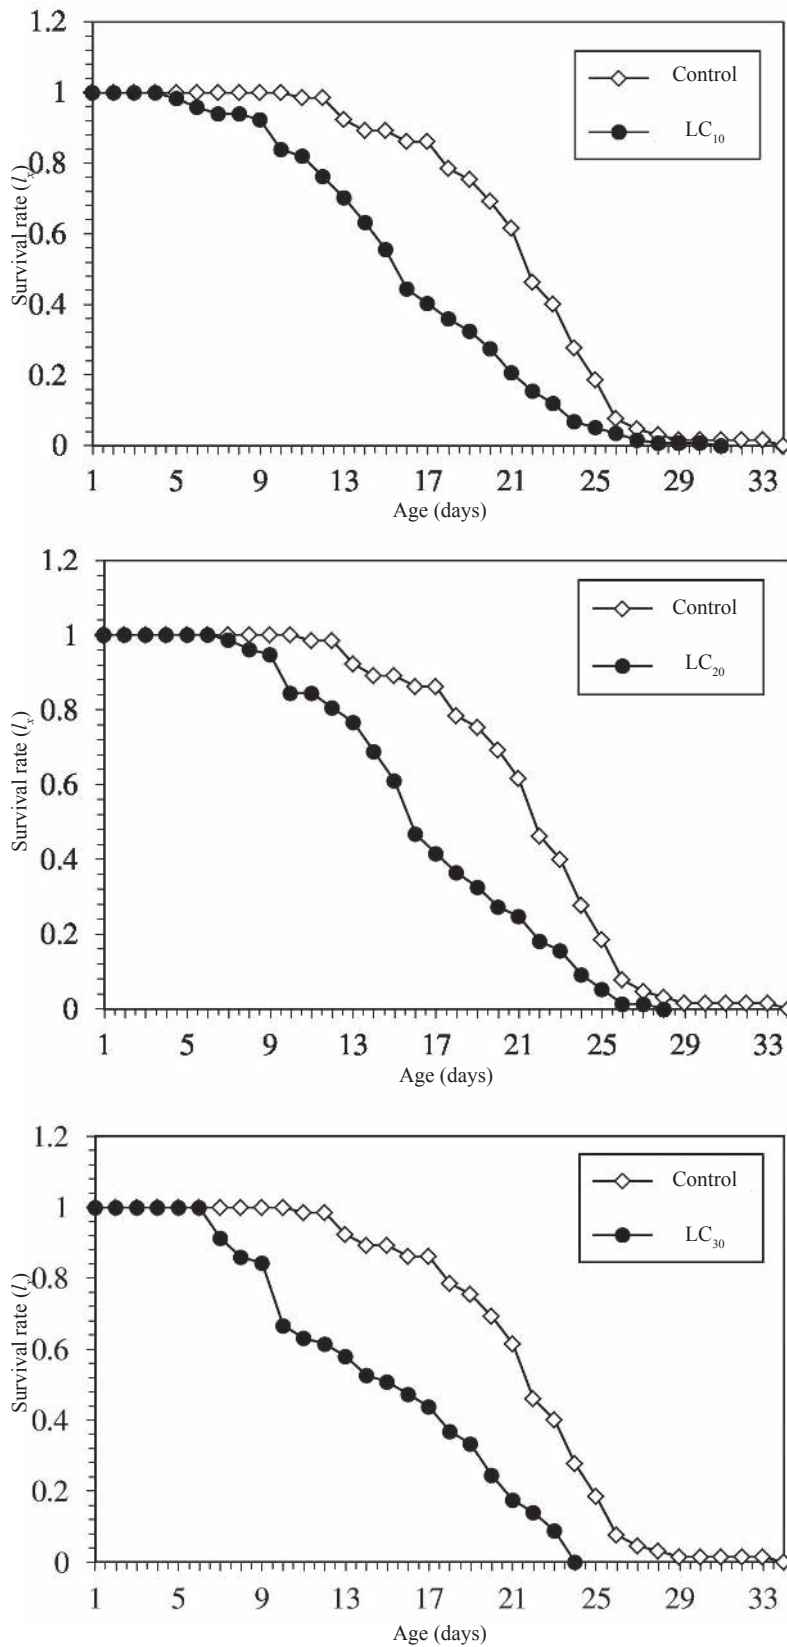 1.2
1
0.8
0.6
0.4
0.2
0
Survival rate (lx)
Control
LC10
1 5 9 13 17 21 25 29 33
Age (days)
1.2
1
0.8
0.6
0.4
0.2
0
Survival rate (lx)
Control
LC20
1 5 9 13 17 21 25 29 33
Age (days)
1.2
1
0.8
0.6
0.4
0.2
0
Survival rate (lx)
Control
LC30
1 5 9 13 17 21 25 29 33
Age (days)